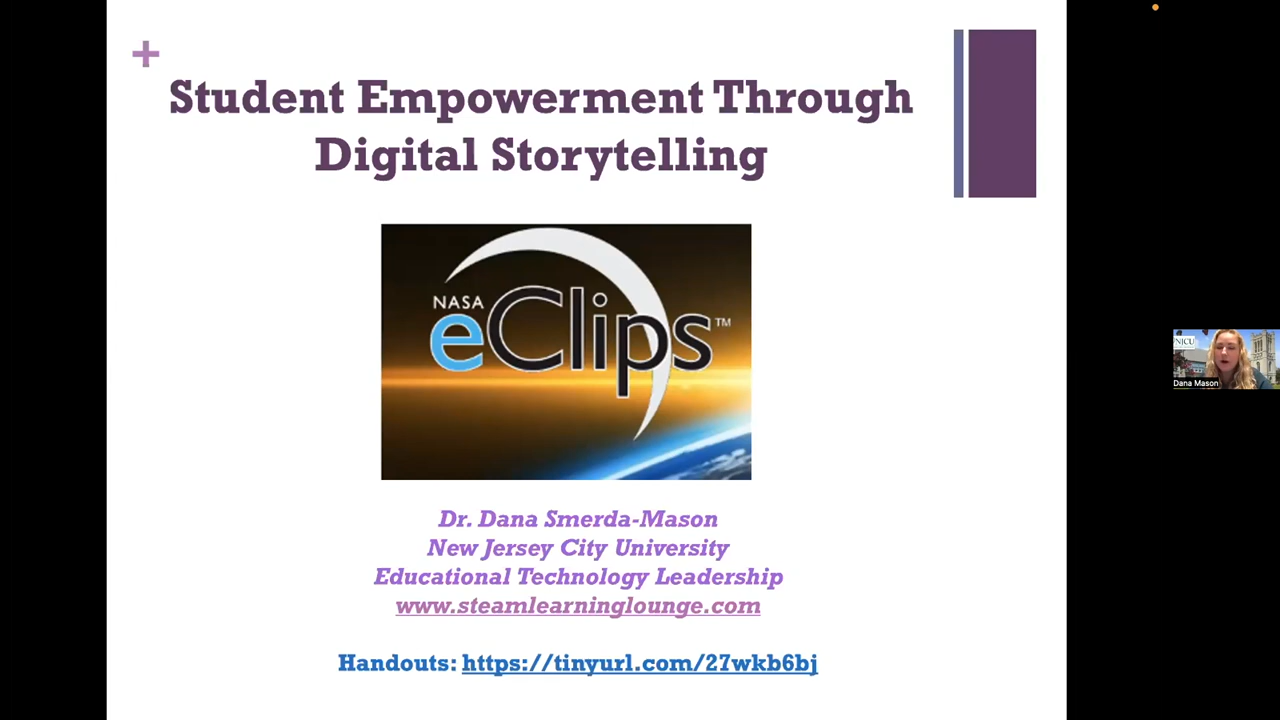 +
Student Empowerment Through
Digital Storytelling
NASA
eClips™
Dr. Dana Smerda-Mason
New Jersey City University
Educational Technology Leadership
www.steamlearninglounge.com
Handouts: https://tinyurl.com/27wkb6bj
NJCU
Dana Mason